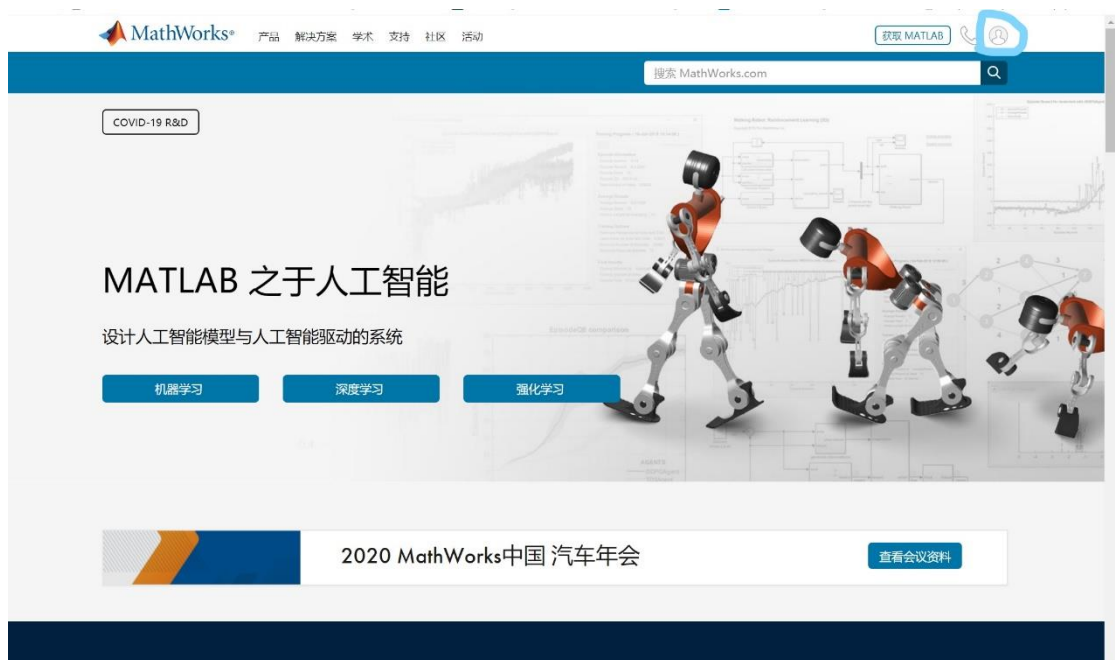 MathWorks® 产品 解决方案 学术 支持 社区 活动 获取 MATLAB
搜索 MathWorks.com
COVID-19 R&D
MATLAB 之于人工智能
设计人工智能模型与人工智能驱动的系统
机器学习 深度学习 强化学习
2020 MathWorks中国 汽车年会 查看会议资料